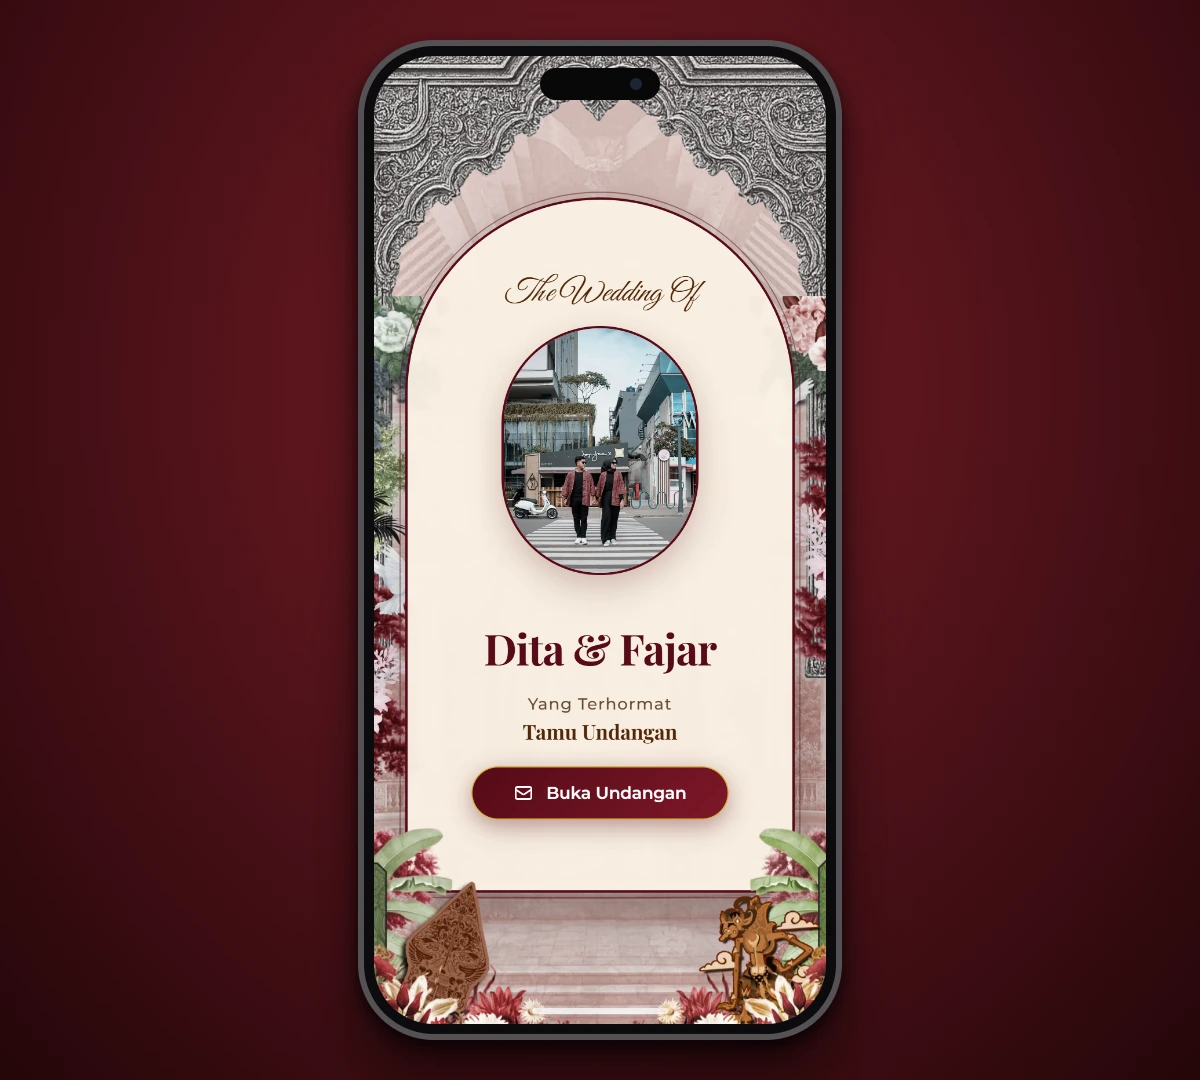 The Wedding Of
Dita & Fajar
Yang Terhormat
Tamu Undangan
Buka Undangan